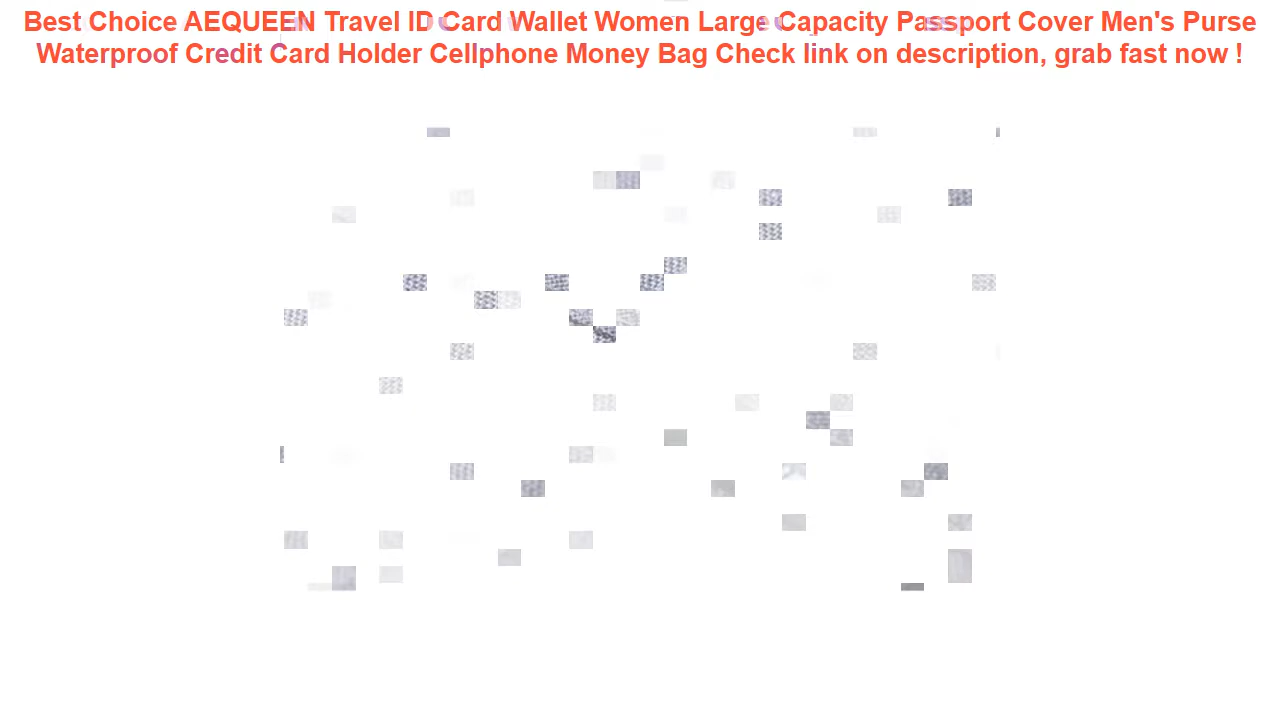 Best Choice AEQUEEN Travel ID Card Wallet Women Large Capacity Passport Cover Men's Purse
Waterproof Credit Card Holder Cellphone Money Bag Check link on description, grab fast now !